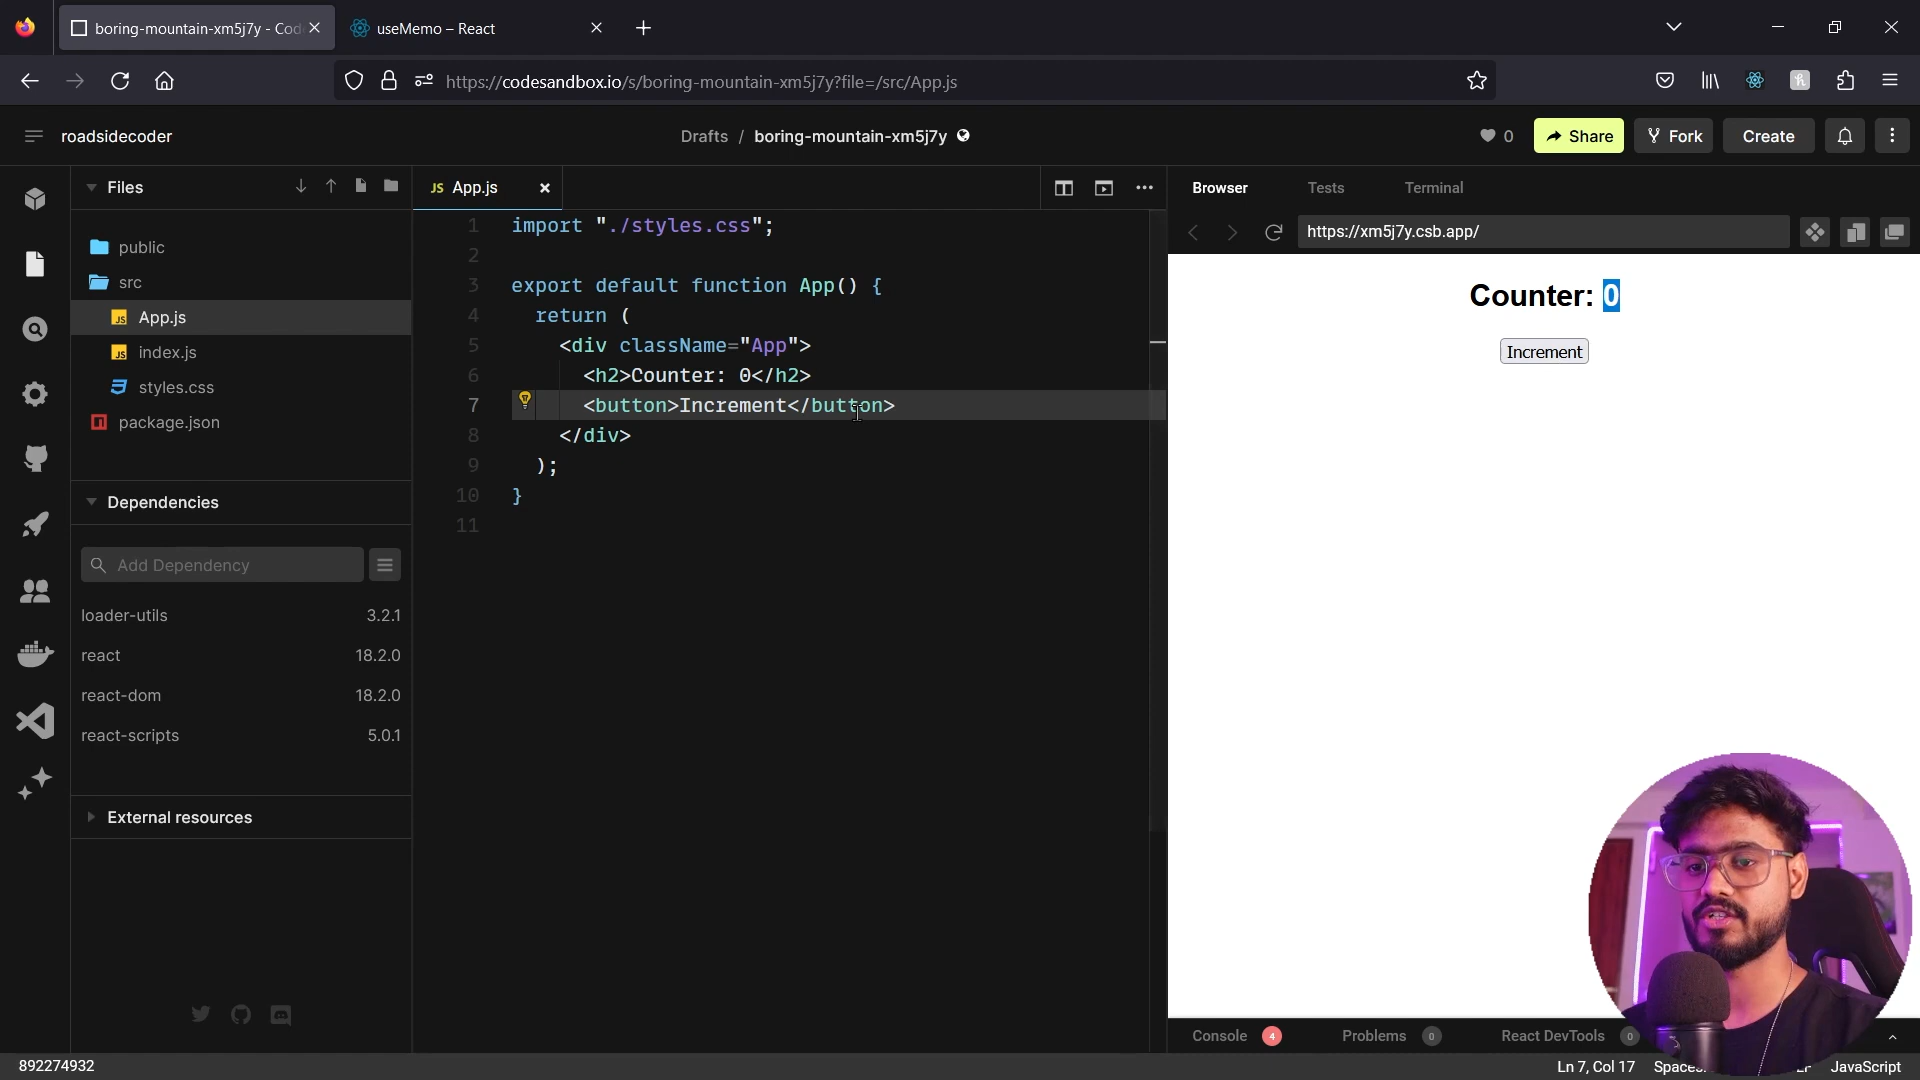 boring-mountain-xm5j7y - Cod
useMemo – React
https://codesandbox.io/s/boring-mountain-xm5j7y?file=/src/App.js
roadsidecoder
Drafts / boring-mountain-xm5j7y
0
Share
Fork
Create
Files
JS App.js
Browser
Tests
Terminal
https://xm5j7y.csb.app/
public
src
JS App.js
JS index.js
styles.css
package.json
Dependencies
Add Dependency
loader-utils 3.2.1
react 18.2.0
react-dom 18.2.0
react-scripts 5.0.1
External resources
1 import "./styles.css";
2
3 export default function App() {
4 return (
5 <div className="App">
6 <h2>Counter: 0</h2>
7 <button>Increment</button>
8 </div>
9 );
10 }
11
Counter: 0
Increment
Console 4
Problems 0
React DevTools 0
892274932
Ln 7, Col 17
JavaScript